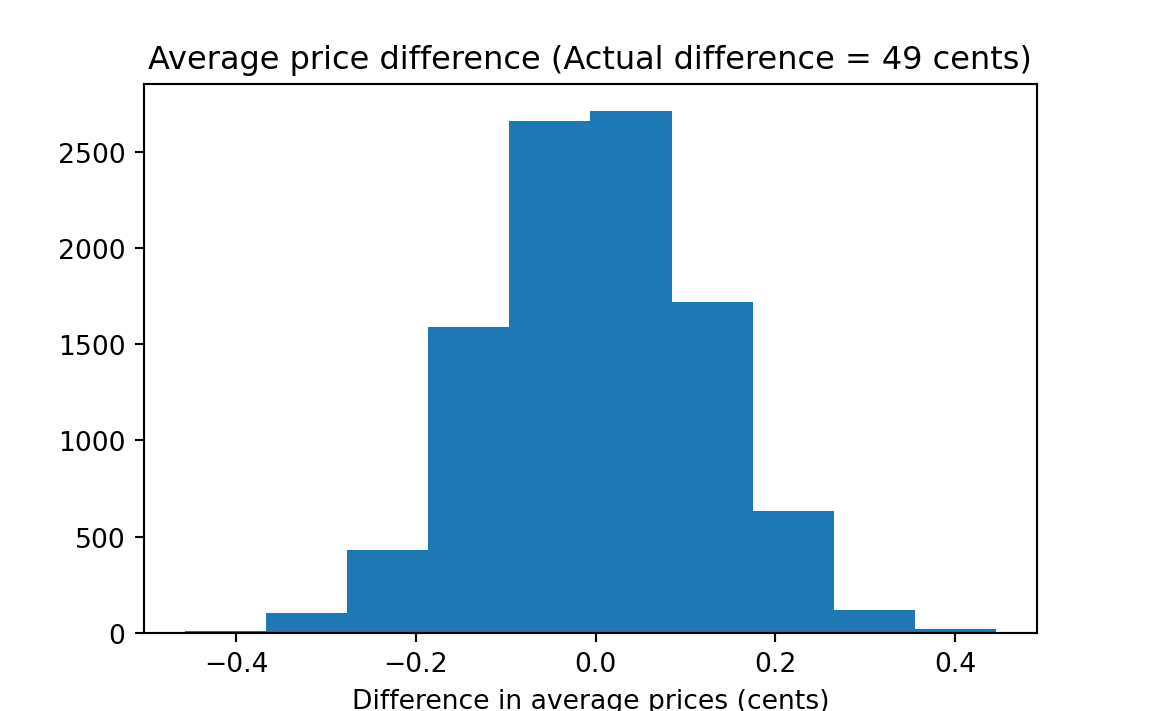 Average price difference (Actual difference = 49 cents)
2500
2000
1500
1000
500
0
−0.4 −0.2 0.0 0.2 0.4
Difference in average prices (cents)